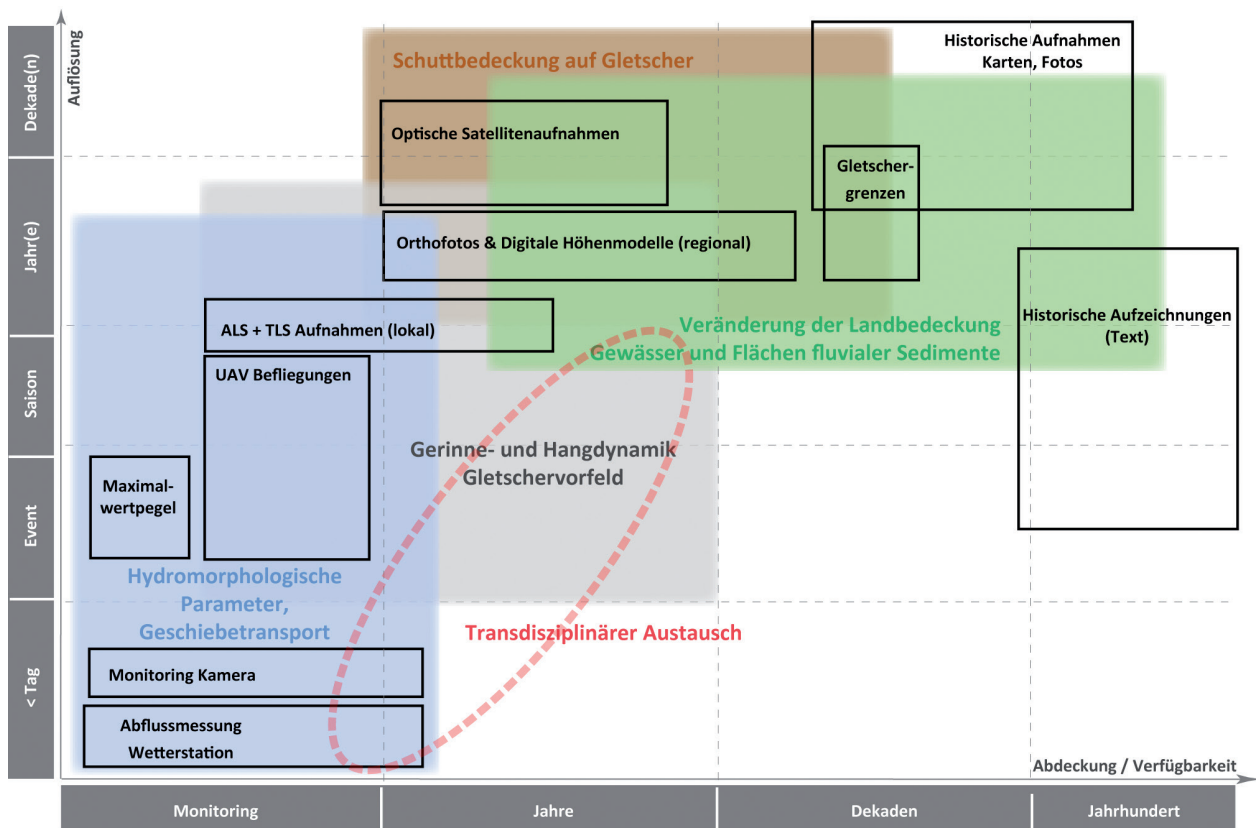 Auflösung
Dekade(n)
Jahr(e)
Saison
Event
< Tag
Schuttbedeckung auf Gletscher
Historische Aufnahmen
Karten, Fotos
Optische Satellitenaufnahmen
Gletscher-
grenzen
Orthofotos & Digitale Höhenmodelle (regional)
ALS + TLS Aufnahmen (lokal)
Veränderung der Landbedeckung
Gewässer und Flächen fluvialer Sedimente
Historische Aufzeichnungen
(Text)
UAV Befliegungen
Gerinne- und Hangdynamik
Gletschervorfeld
Maximal-
wertpegel
Hydromorphologische
Parameter,
Geschiebetransport
Transdisziplinärer Austausch
Monitoring Kamera
Abflussmessung
Wetterstation
Abdeckung / Verfügbarkeit
Monitoring
Jahre
Dekaden
Jahrhundert